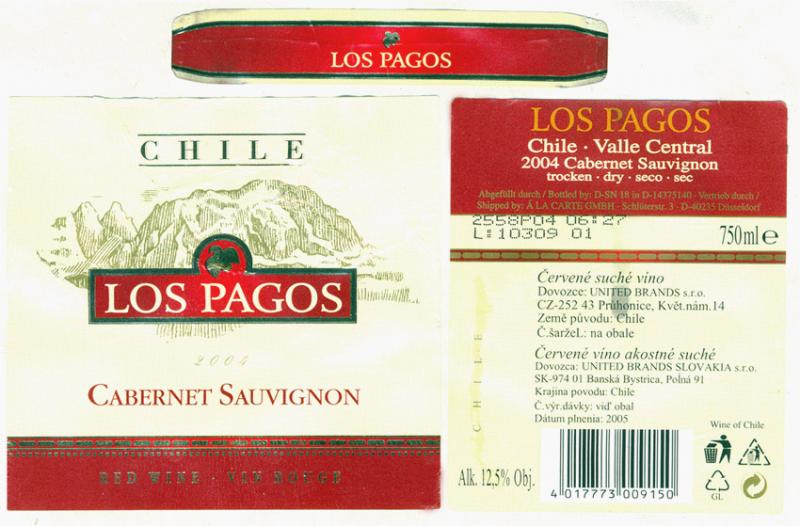 LOS PAGOS
CHILE
LOS PAGOS
2004
CABERNET SAUVIGNON
RED WINE · VIN ROUGE
LOS PAGOS
Chile · Valle Central
2004 Cabernet Sauvignon
trocken · dry · seco · sec
Abgefüllt durch / Bottled by: D-SN 18 in D-14375140 · Vertrieb durch /
Shipped by: À LA CARTE GMBH · Schlüterstr. 3 · D-40235 Düsseldorf
2558P04 06:27
L:10309 01
750ml e
Červené suché víno
Dovozce: UNITED BRANDS s.r.o.
CZ-252 43 Průhonice, Květ.nám.14
Země původu: Chile
Č.šaržeL: na obale
Červené víno akostné suché
Dovozca: UNITED BRANDS SLOVAKIA s.r.o.
SK-974 01 Banská Bystrica, Polná 91
Krajina povodu: Chile
Č.výr.dávky: viď obal
Dátum plnenia: 2005
CHILE
Wine of Chile
Alk. 12,5% Obj.
4 017773 009150
GL